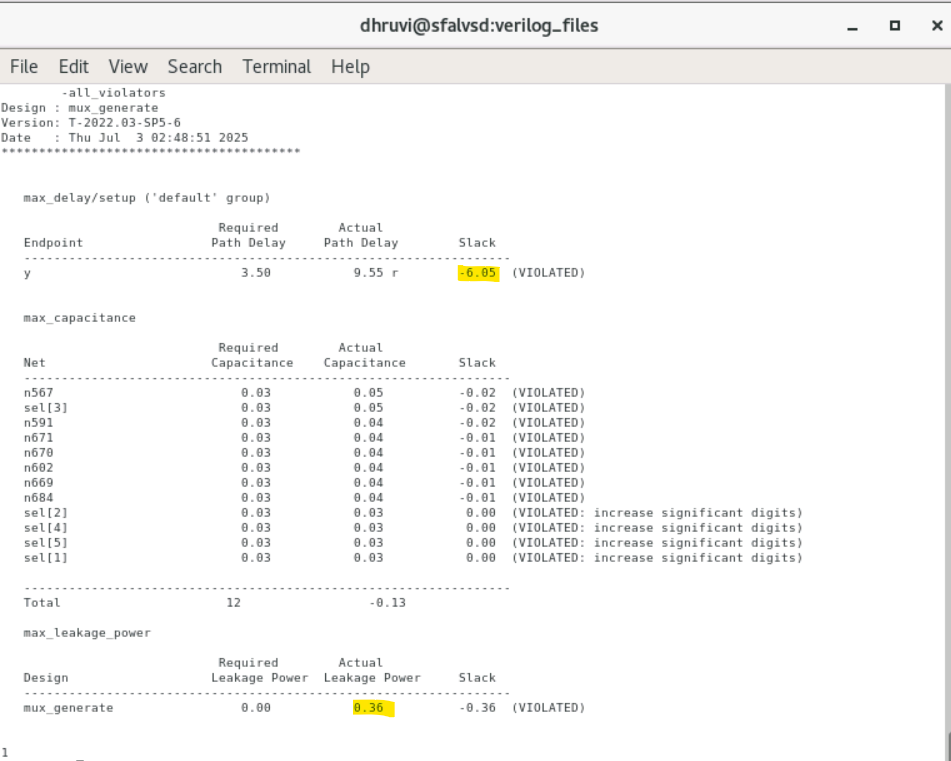 dhruvi@sfalvsd:verilog_files
File Edit View Search Terminal Help
-all_violators
Design : mux_generate
Version: T-2022.03-SP5-6
Date   : Thu Jul  3 02:48:51 2025
****************************************
max_delay/setup ('default' group)
Required Actual
Endpoint Path Delay Path Delay Slack
-----------------------------------------------------------------
y 3.50 9.55 r -6.05 (VIOLATED)
max_capacitance
Required Actual
Net Capacitance Capacitance Slack
-----------------------------------------------------------------
n567 0.03 0.05 -0.02 (VIOLATED)
sel[3] 0.03 0.05 -0.02 (VIOLATED)
n591 0.03 0.04 -0.02 (VIOLATED)
n671 0.03 0.04 -0.01 (VIOLATED)
n670 0.03 0.04 -0.01 (VIOLATED)
n602 0.03 0.04 -0.01 (VIOLATED)
n669 0.03 0.04 -0.01 (VIOLATED)
n684 0.03 0.04 -0.01 (VIOLATED)
sel[2] 0.03 0.03 0.00 (VIOLATED: increase significant digits)
sel[4] 0.03 0.03 0.00 (VIOLATED: increase significant digits)
sel[5] 0.03 0.03 0.00 (VIOLATED: increase significant digits)
sel[1] 0.03 0.03 0.00 (VIOLATED: increase significant digits)
-----------------------------------------------------------------
Total 12 -0.13
max_leakage_power
Required Actual
Design Leakage Power Leakage Power Slack
-----------------------------------------------------------------
mux_generate 0.00 0.36 -0.36 (VIOLATED)
1